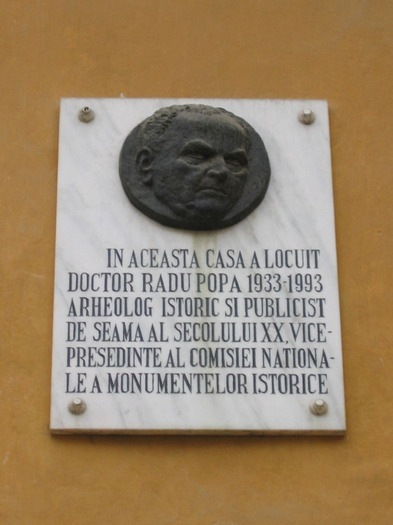 IN ACEASTA CASA A LOCUIT
DOCTOR RADU POPA 1933-1993
ARHEOLOG ISTORIC SI PUBLICIST
DE SEAMA AL SECOLULUI XX, VICE-
PRESEDINTE AL COMISIEI NATIONA-
LE A MONUMENTELOR ISTORICE